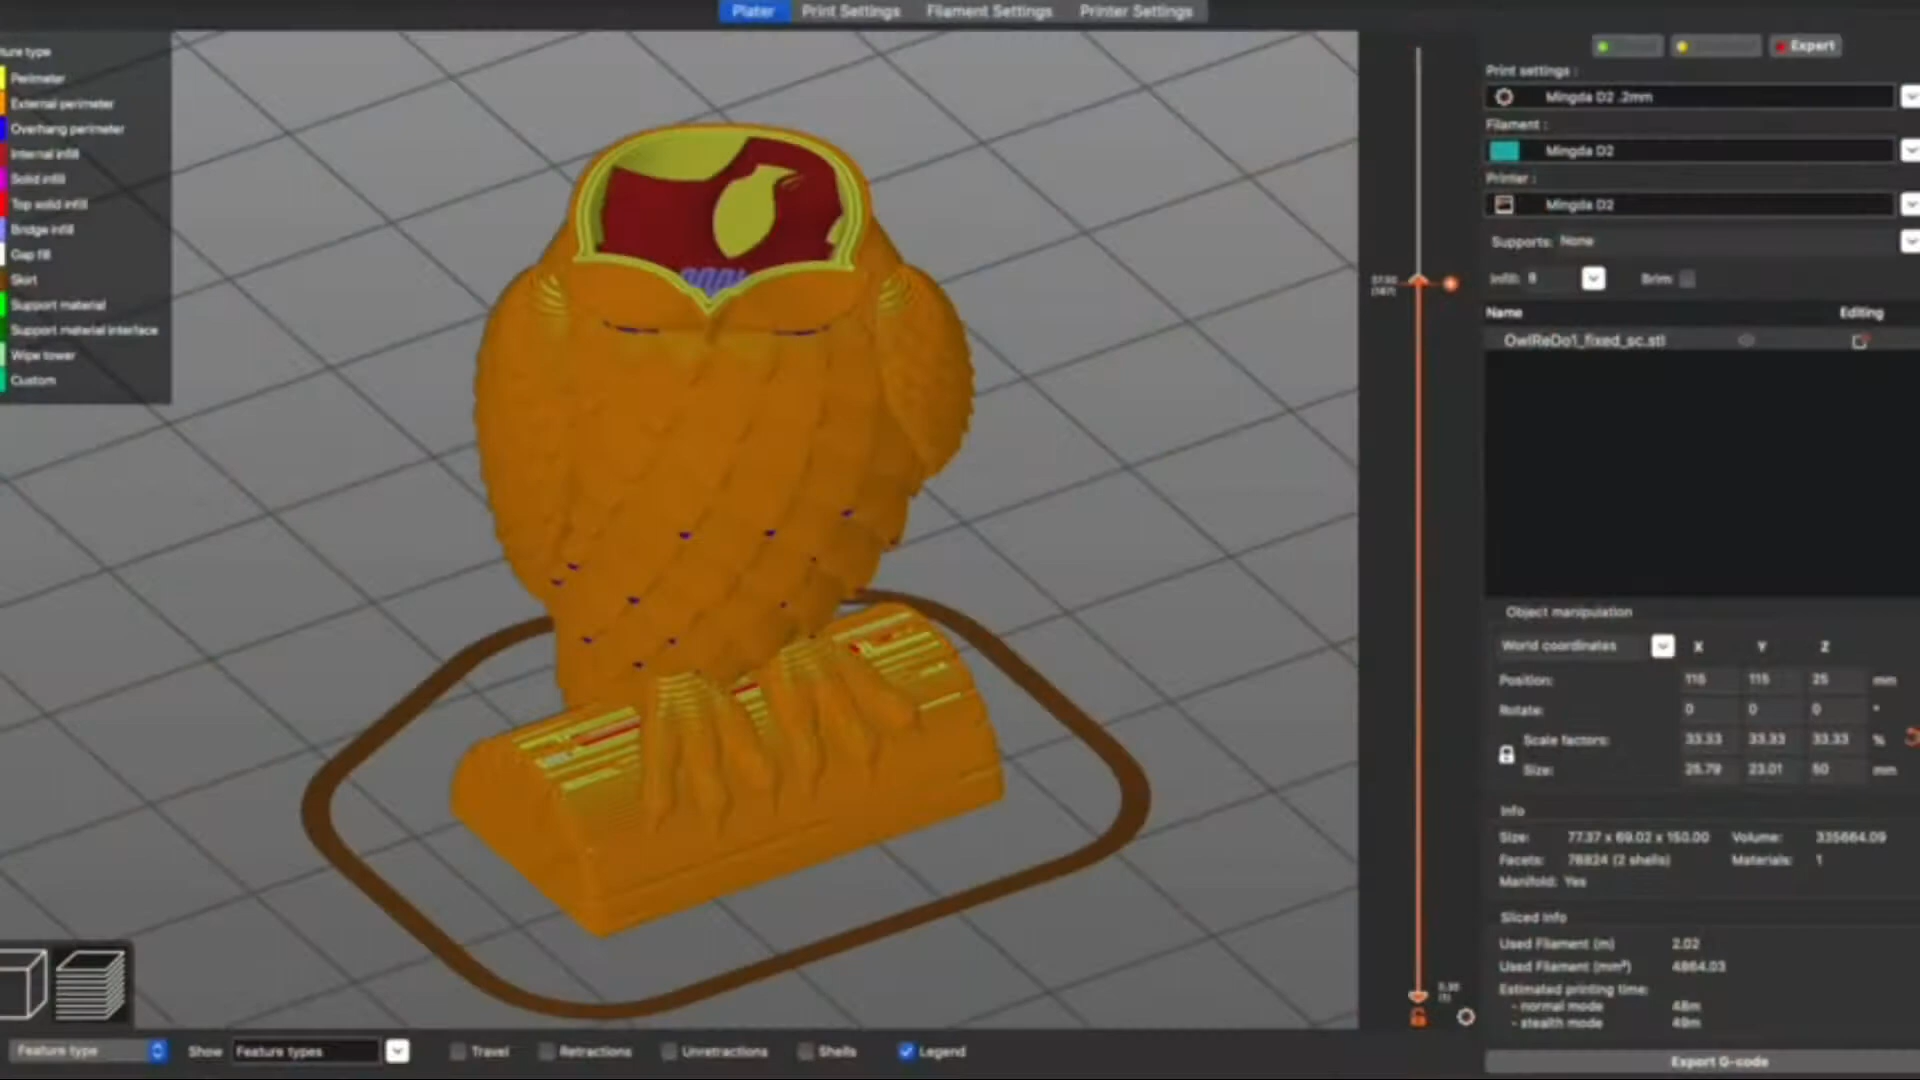 Plater Print Settings Filament Settings Printer Settings
ture type
Perimeter
External perimeter
Overhang perimeter
Internal infill
Solid infill
Top solid infill
Bridge infill
Gap fill
Skirt
Support material
Support material interface
Wipe tower
Custom
Expert
Print settings :
Mingda D2 .2mm
Filament :
Mingda D2
Printer :
Mingda D2
Supports: None
Infill: 8 Brim:
Name Editing
OwlReDo1_fixed_sc.stl
Object manipulation
World coordinates X Y Z
Position: 115 115 25 mm
Rotate: 0 0 0 °
Scale factors: 33.33 33.33 33.33 %
Size: 25.79 23.01 50 mm
Info
Size: 77.37 x 69.02 x 150.00 Volume: 335664.09
Facets: 76824 (2 shells) Materials: 1
Manifold: Yes
Sliced Info
Used Filament (m) 2.02
Used Filament (mm³) 4864.03
Estimated printing time:
- normal mode 48m
- stealth mode 49m
Export G-code
Feature type Show Feature types Travel Retractions Unretractions Shells Legend